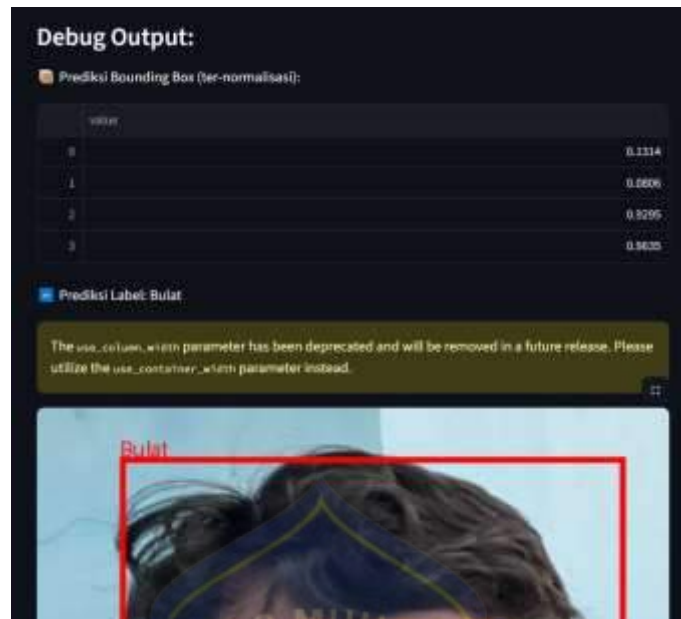 Debug Output:
Prediksi Bounding Box (ter-normalisasi):
value
0 0.1314
1 0.0806
2 0.9295
3 0.9635
Prediksi Label: Bulat
The use_column_width parameter has been deprecated and will be removed in a future release. Please
utilize the use_container_width parameter instead.
Bulat